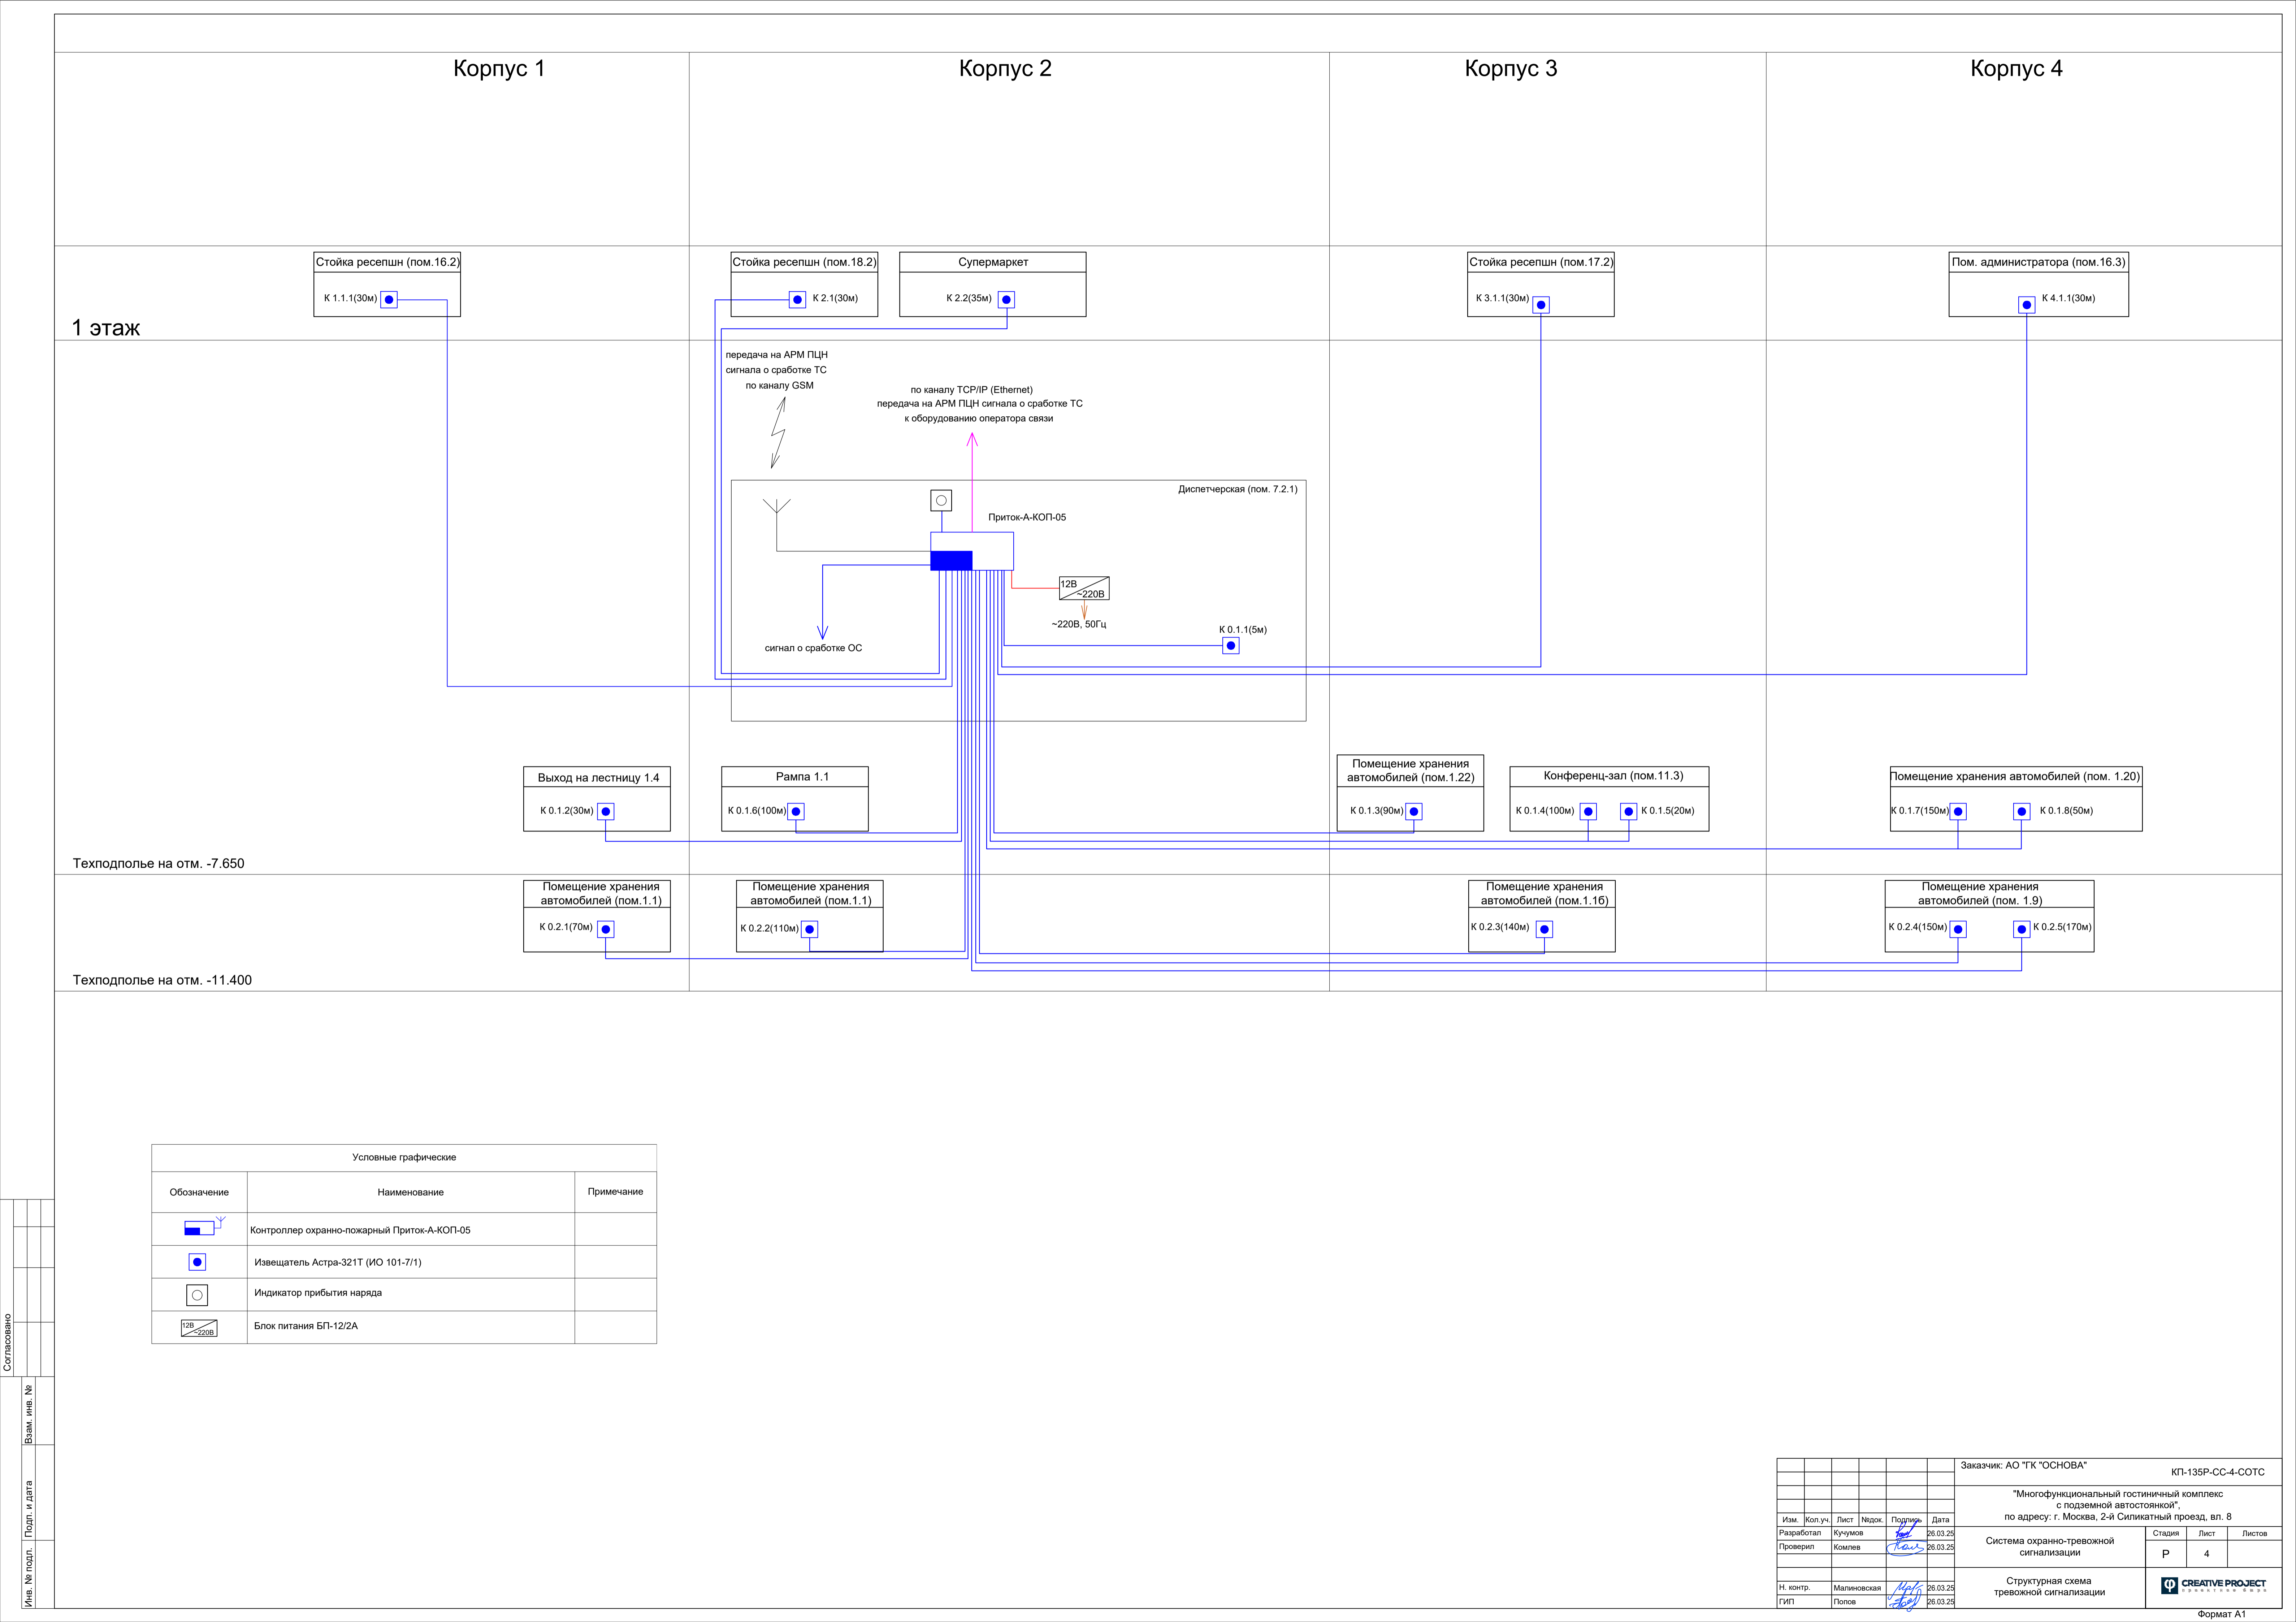 Корпус 1
Корпус 2
Корпус 3
Корпус 4
Стойка ресепшн (пом.16.2)
К 1.1.1(30м)
Стойка ресепшн (пом.18.2)
К 2.1(30м)
Супермаркет
К 2.2(35м)
Стойка ресепшн (пом.17.2)
К 3.1.1(30м)
Пом. администратора (пом.16.3)
К 4.1.1(30м)
1 этаж
передача на АРМ ПЦН
сигнала о сработке ТС
по каналу GSM
по каналу TCP/IP (Ethernet)
передача на АРМ ПЦН сигнала о сработке ТС
к оборудованию оператора связи
Диспетчерская (пом. 7.2.1)
Приток-А-КОП-05
12В
~220В
~220В, 50Гц
К 0.1.1(5м)
сигнал о сработке ОС
Выход на лестницу 1.4
К 0.1.2(30м)
Рампа 1.1
К 0.1.6(100м)
Помещение хранения
автомобилей (пом.1.22)
К 0.1.3(90м)
Конференц-зал (пом.11.3)
К 0.1.4(100м)
К 0.1.5(20м)
Помещение хранения автомобилей (пом. 1.20)
К 0.1.7(150м)
К 0.1.8(50м)
Техподполье на отм. -7.650
Помещение хранения
автомобилей (пом.1.1)
К 0.2.1(70м)
Помещение хранения
автомобилей (пом.1.1)
К 0.2.2(110м)
Помещение хранения
автомобилей (пом.1.1б)
К 0.2.3(140м)
Помещение хранения
автомобилей (пом. 1.9)
К 0.2.4(150м)
К 0.2.5(170м)
Техподполье на отм. -11.400
Условные графические
Обозначение
Наименование
Примечание
Контроллер охранно-пожарный Приток-А-КОП-05
Извещатель Астра-321Т (ИО 101-7/1)
Индикатор прибытия наряда
12В
~220В
Блок питания БП-12/2А
Согласовано
Взам. инв. №
Подп. и дата
Инв. № подл.
Заказчик: АО "ГК "ОСНОВА"
КП-135Р-СС-4-СОТС
"Многофункциональный гостиничный комплекс
с подземной автостоянкой",
по адресу: г. Москва, 2-й Силикатный проезд, вл. 8
Изм. Кол.уч. Лист №док. Подпись Дата
Разработал Кучумов 26.03.25
Проверил Комлев 26.03.25
Н. контр. Малиновская 26.03.25
ГИП Попов 26.03.25
Система охранно-тревожной
сигнализации
Стадия Лист Листов
Р 4
Структурная схема
тревожной сигнализации
CREATIVE PROJECT
Формат А1